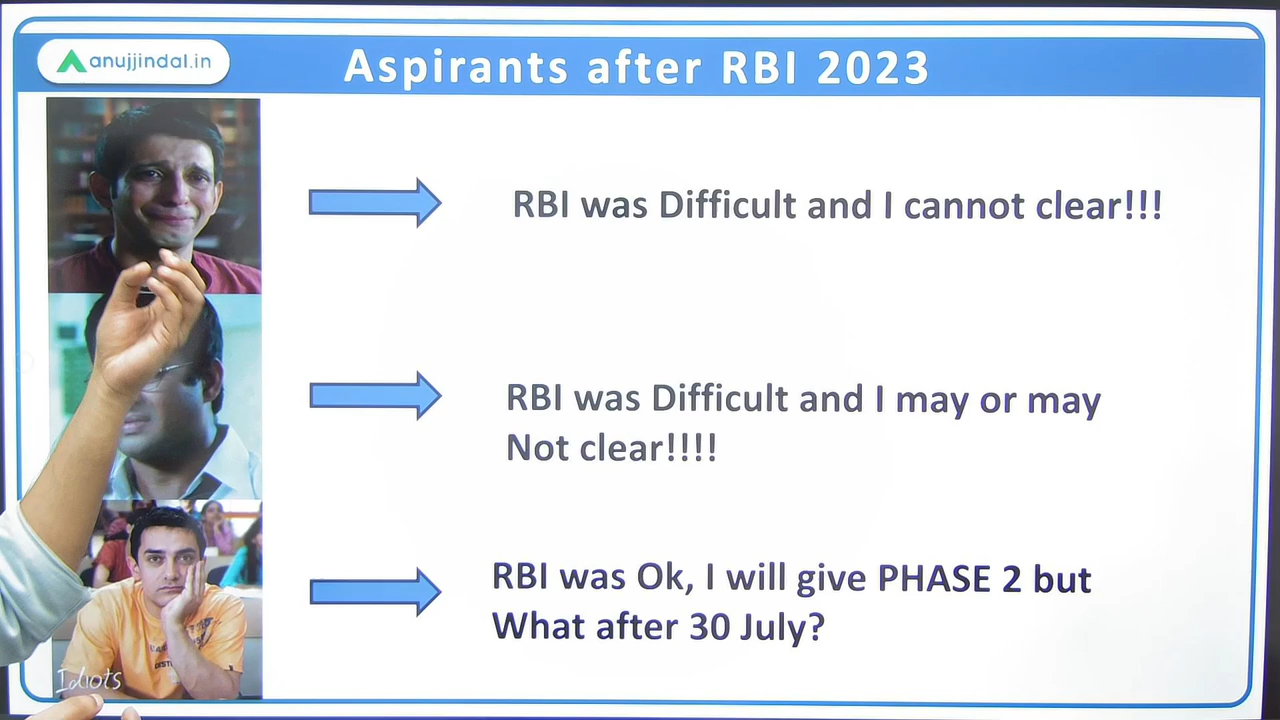 anujjindal.in
Aspirants after RBI 2023
RBI was Difficult and I cannot clear!!!
RBI was Difficult and I may or may
Not clear!!!!
RBI was Ok, I will give PHASE 2 but
What after 30 July?
Idiots